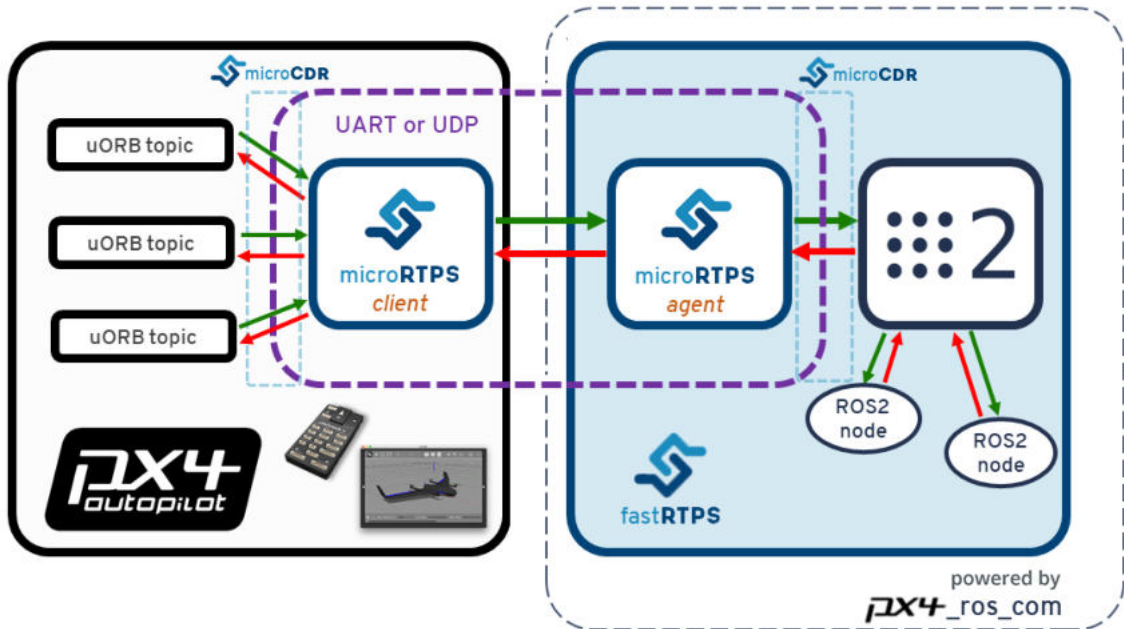 microCDR
microCDR
UART or UDP
uORB topic
uORB topic
uORB topic
microRTPS
client
microRTPS
agent
2
ROS2
node
ROS2
node
px4
autopilot
fastRTPS
powered by
px4_ros_com